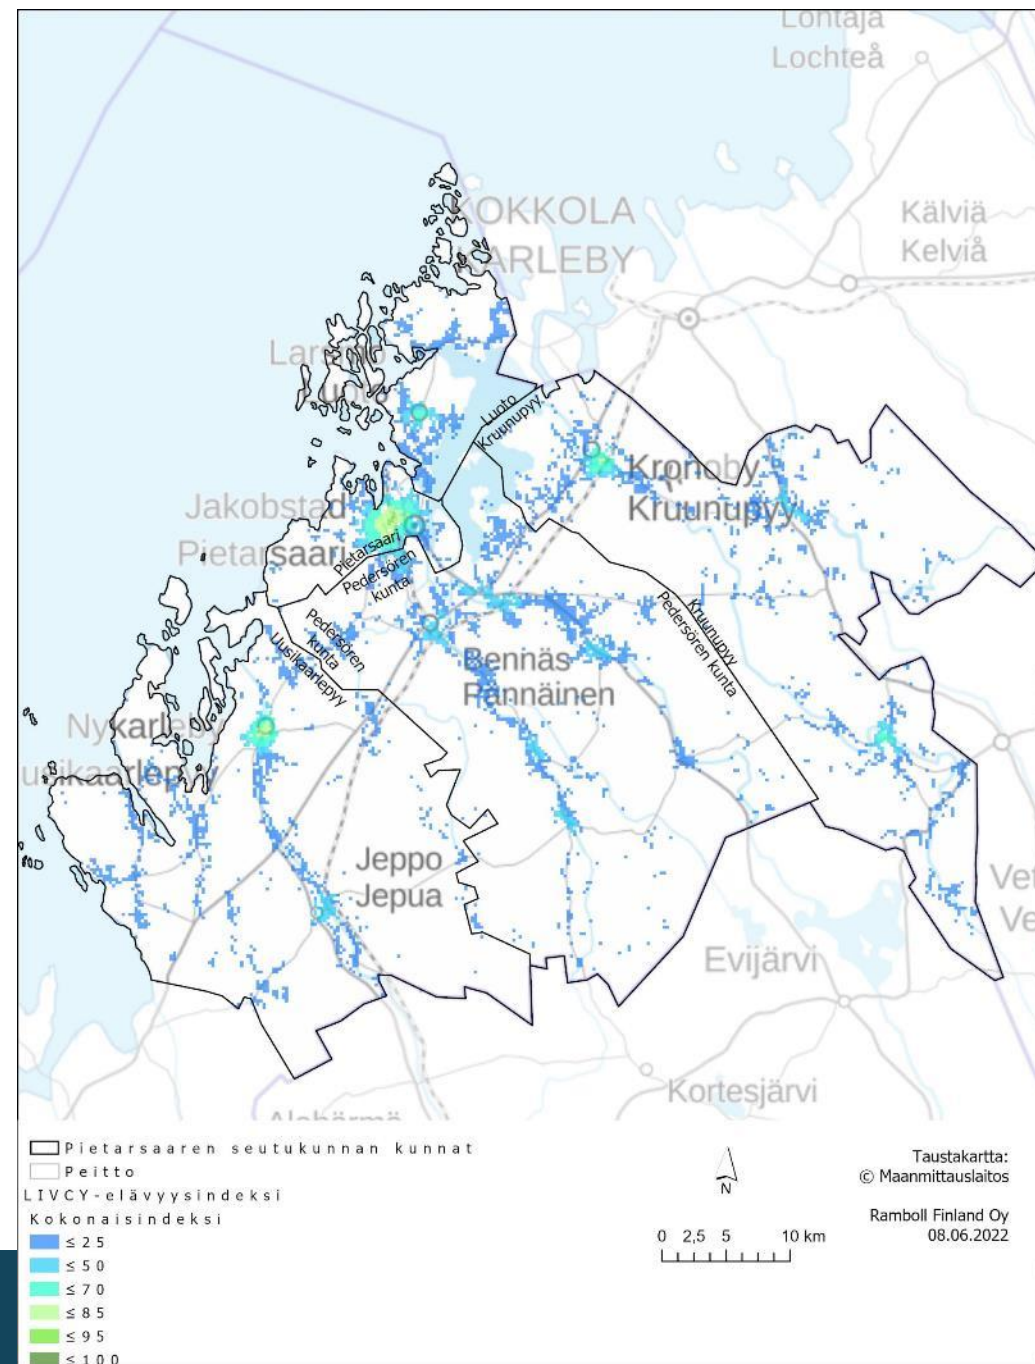 Lohtaja
Lochteå
KOKKOLA
KARLEBY
Kälviä
Kelviå
Larsmo
Luoto
Luoto
Kruunupyy
Kronoby
Kruunupyy
Jakobstad
Pietarsaari
Pietarsaari
Pedersören
kunta
Pedersören
kunta
Uusikaarlepyy
Kruunupyy
Pedersören kunta
Bennäs
Pännäinen
Nykarleby
Uusikaarlepyy
Jeppo
Jepua
Vet
Ve
Evijärvi
Kortesjärvi
Alahärmä
Pietarsaaren seutukunnan kunnat
Peitto
LIVCY-elävyysindeksi
Kokonaisindeksi
≤25
≤50
≤70
≤85
≤95
≤100
N
0 2,5 5 10 km
Taustakartta:
© Maanmittauslaitos
Ramboll Finland Oy
08.06.2022